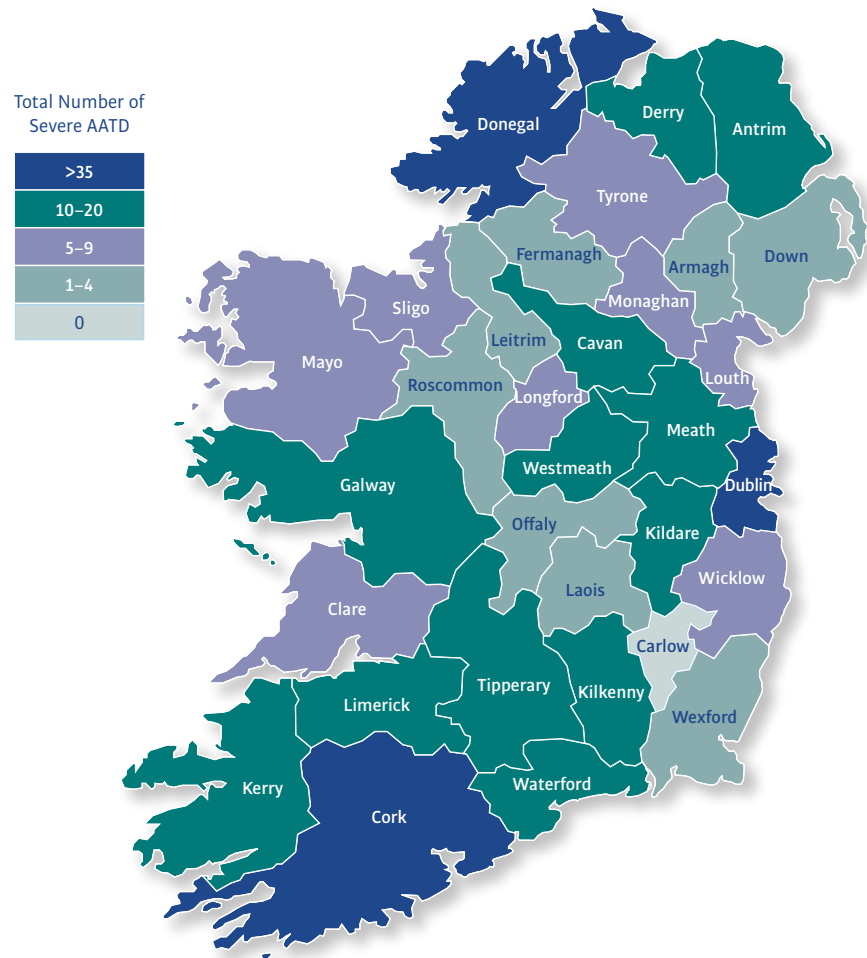 Total Number of
Severe AATD
>35
10–20
5–9
1–4
0
Donegal
Derry
Antrim
Tyrone
Fermanagh
Armagh
Down
Monaghan
Sligo
Leitrim
Cavan
Mayo
Roscommon
Longford
Louth
Meath
Westmeath
Galway
Dublin
Offaly
Kildare
Wicklow
Laois
Clare
Carlow
Tipperary
Kilkenny
Limerick
Wexford
Waterford
Kerry
Cork